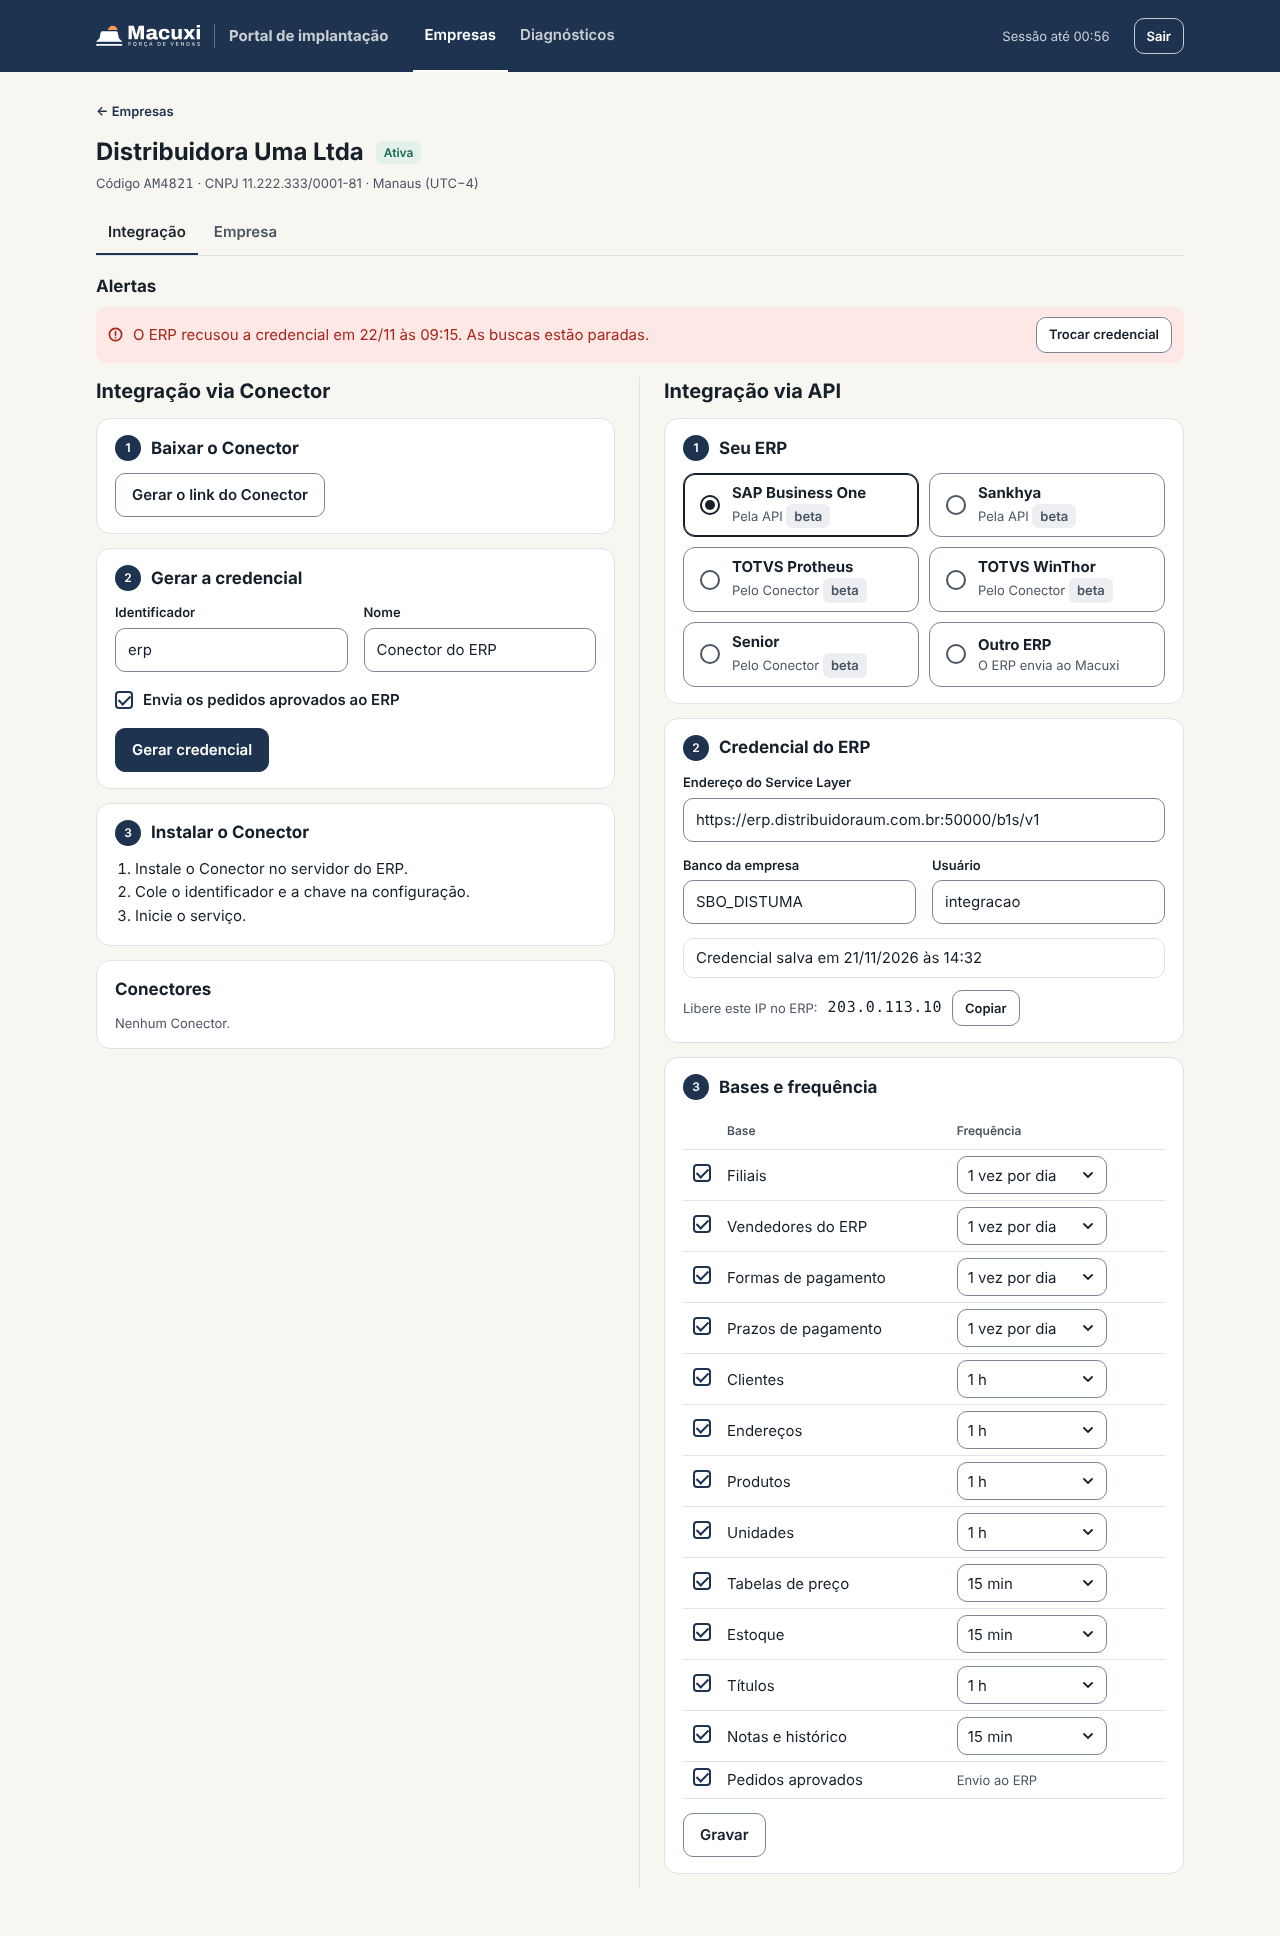 Macuxi
FORÇA DE VENDAS
Portal de implantação
Empresas
Diagnósticos
Sessão até 00:56
Sair
← Empresas
Distribuidora Uma Ltda
Ativa
Código AM4821 · CNPJ 11.222.333/0001-81 · Manaus (UTC−4)
Integração
Empresa
Alertas
O ERP recusou a credencial em 22/11 às 09:15. As buscas estão paradas.
Trocar credencial
Integração via Conector
1 Baixar o Conector
Gerar o link do Conector
2 Gerar a credencial
Identificador
Nome
erp
Conector do ERP
Envia os pedidos aprovados ao ERP
Gerar credencial
3 Instalar o Conector
1. Instale o Conector no servidor do ERP.
2. Cole o identificador e a chave na configuração.
3. Inicie o serviço.
Conectores
Nenhum Conector.
Integração via API
1 Seu ERP
SAP Business One
Pela API beta
Sankhya
Pela API beta
TOTVS Protheus
Pelo Conector beta
TOTVS WinThor
Pelo Conector beta
Senior
Pelo Conector beta
Outro ERP
O ERP envia ao Macuxi
2 Credencial do ERP
Endereço do Service Layer
https://erp.distribuidoraum.com.br:50000/b1s/v1
Banco da empresa
Usuário
SBO_DISTUMA
integracao
Credencial salva em 21/11/2026 às 14:32
Libere este IP no ERP: 203.0.113.10 Copiar
3 Bases e frequência
Base Frequência
Filiais 1 vez por dia
Vendedores do ERP 1 vez por dia
Formas de pagamento 1 vez por dia
Prazos de pagamento 1 vez por dia
Clientes 1 h
Endereços 1 h
Produtos 1 h
Unidades 1 h
Tabelas de preço 15 min
Estoque 15 min
Títulos 1 h
Notas e histórico 15 min
Pedidos aprovados Envio ao ERP
Gravar